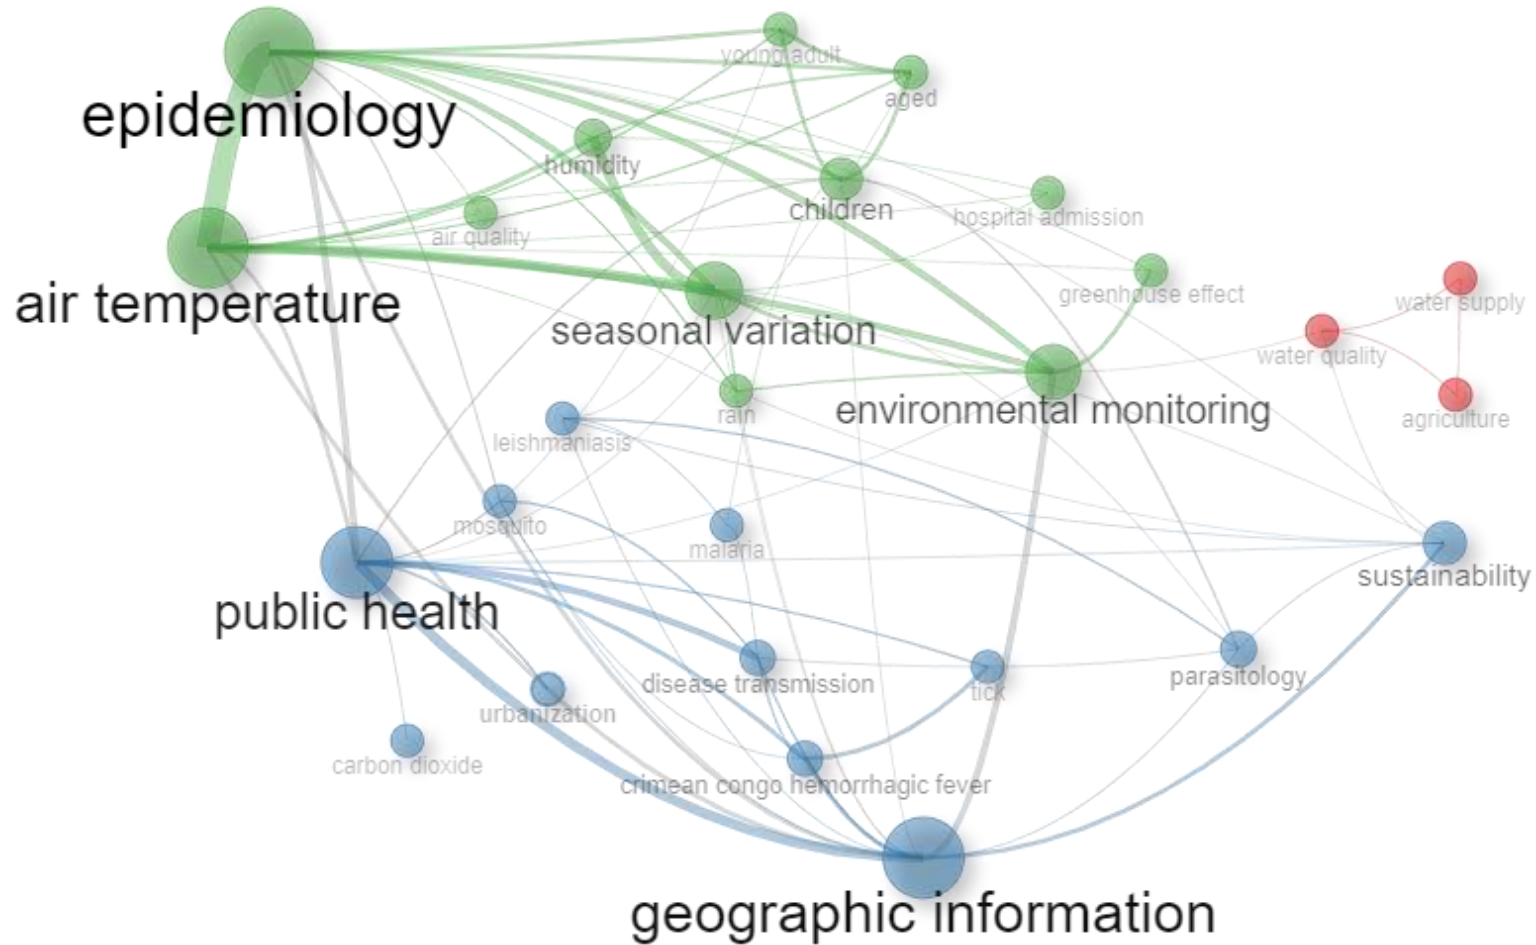 young adult
aged
epidemiology
humidity
children
hospital admission
air quality
air temperature
greenhouse effect
water supply
seasonal variation
water quality
rain
environmental monitoring
agriculture
leishmaniasis
mosquito
malaria
sustainability
public health
disease transmission
tick
parasitology
urbanization
carbon dioxide
crimean congo hemorrhagic fever
geographic information